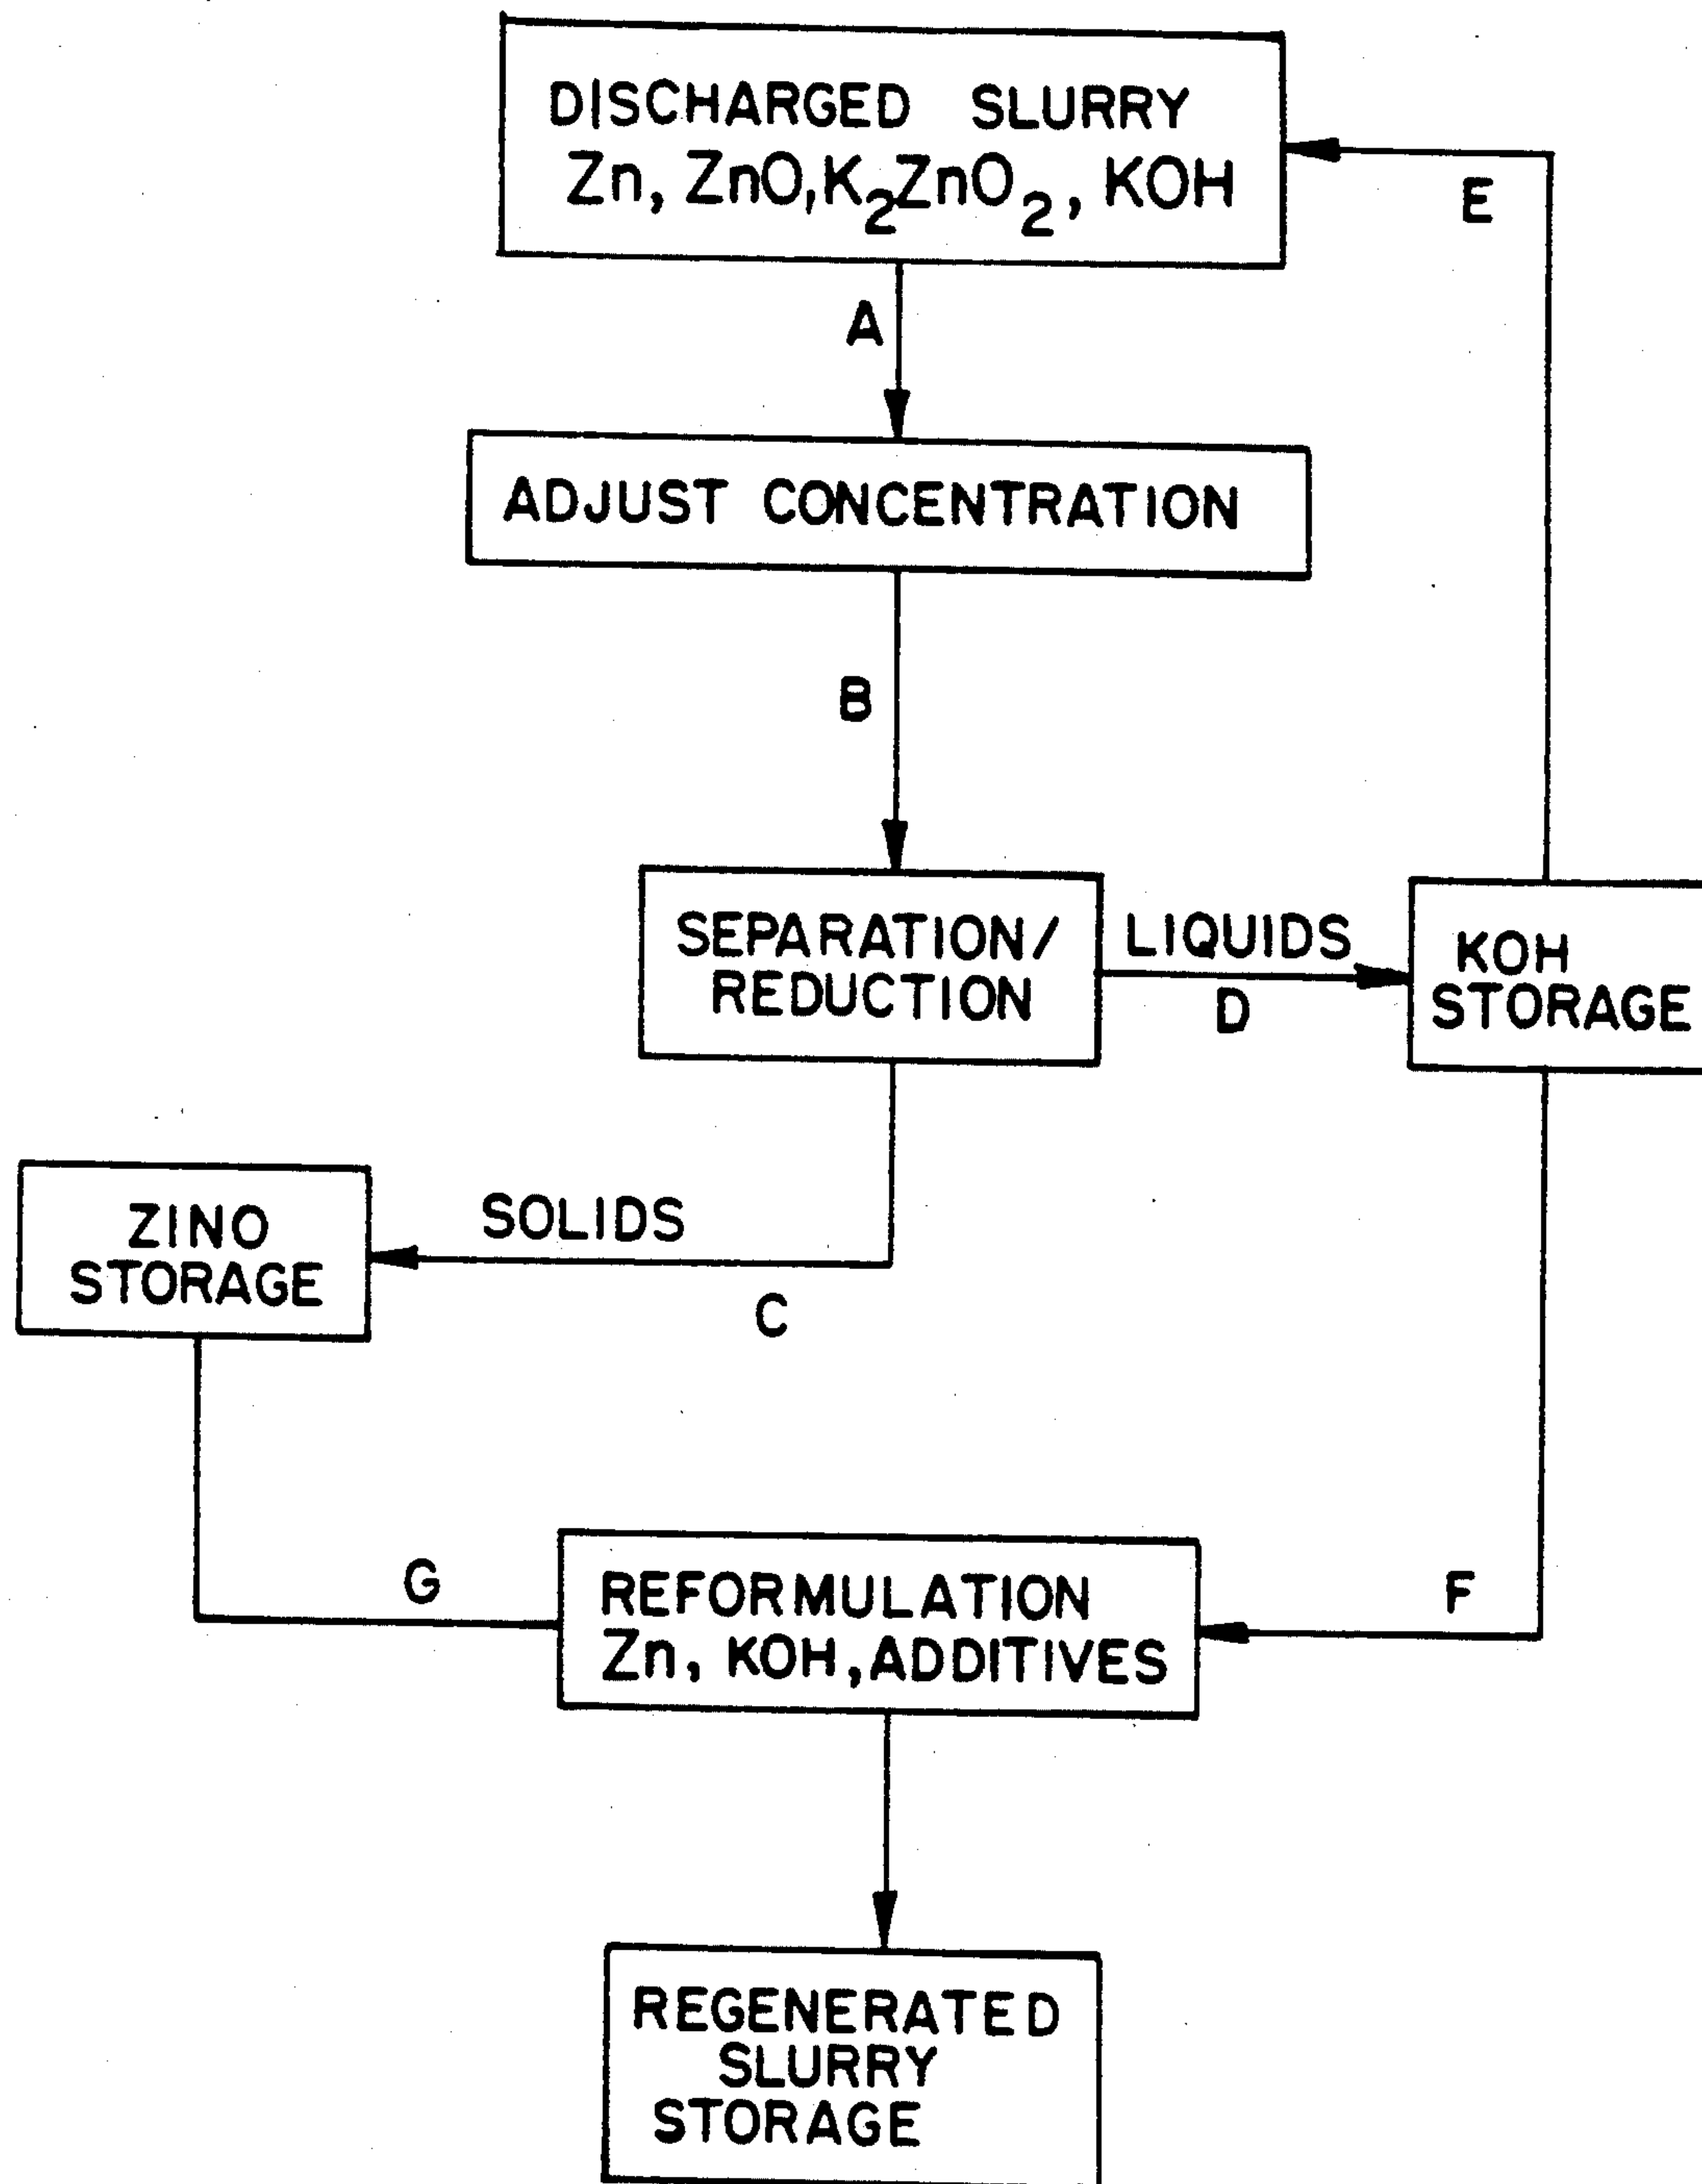 DISCHARGED SLURRY
Zn, ZnO, K₂ZnO₂, KOH
E
A
ADJUST CONCENTRATION
B
SEPARATION/
REDUCTION
LIQUIDS
D
KOH
STORAGE
ZINO
STORAGE
SOLIDS
C
G
REFORMULATION
Zn, KOH, ADDITIVES
F
REGENERATED
SLURRY
STORAGE